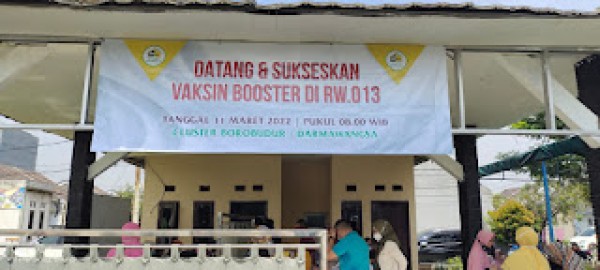 DATANG & SUKSESKAN
VAKSIN BOOSTER DI RW.013
TANGGAL 11 MARET 2022 | PUKUL 08.00 WIB
CLUSTER BOROBUDUR - DARMAWANGSA